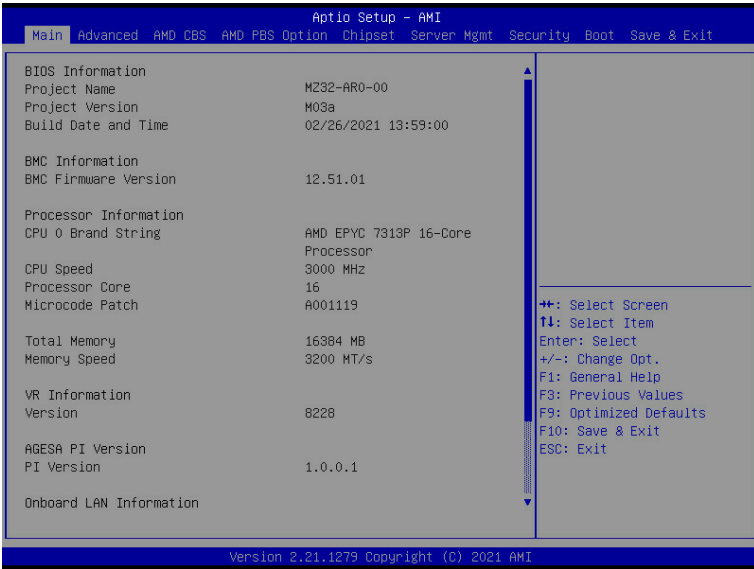 Aptio Setup – AMI
Main Advanced AMD CBS AMD PBS Option Chipset Server Mgmt Security Boot Save & Exit
BIOS Information
Project Name MZ32-AR0-00
Project Version M03a
Build Date and Time 02/26/2021 13:59:00
BMC Information
BMC Firmware Version 12.51.01
Processor Information
CPU 0 Brand String AMD EPYC 7313P 16-Core
Processor
CPU Speed 3000 MHz
Processor Core 16
Microcode Patch A001119
Total Memory 16384 MB
Memory Speed 3200 MT/s
VR Information
Version 8228
AGESA PI Version
PI Version 1.0.0.1
Onboard LAN Information
→←: Select Screen
↑↓: Select Item
Enter: Select
+/-: Change Opt.
F1: General Help
F3: Previous Values
F9: Optimized Defaults
F10: Save & Exit
ESC: Exit
Version 2.21.1279 Copyright (C) 2021 AMI